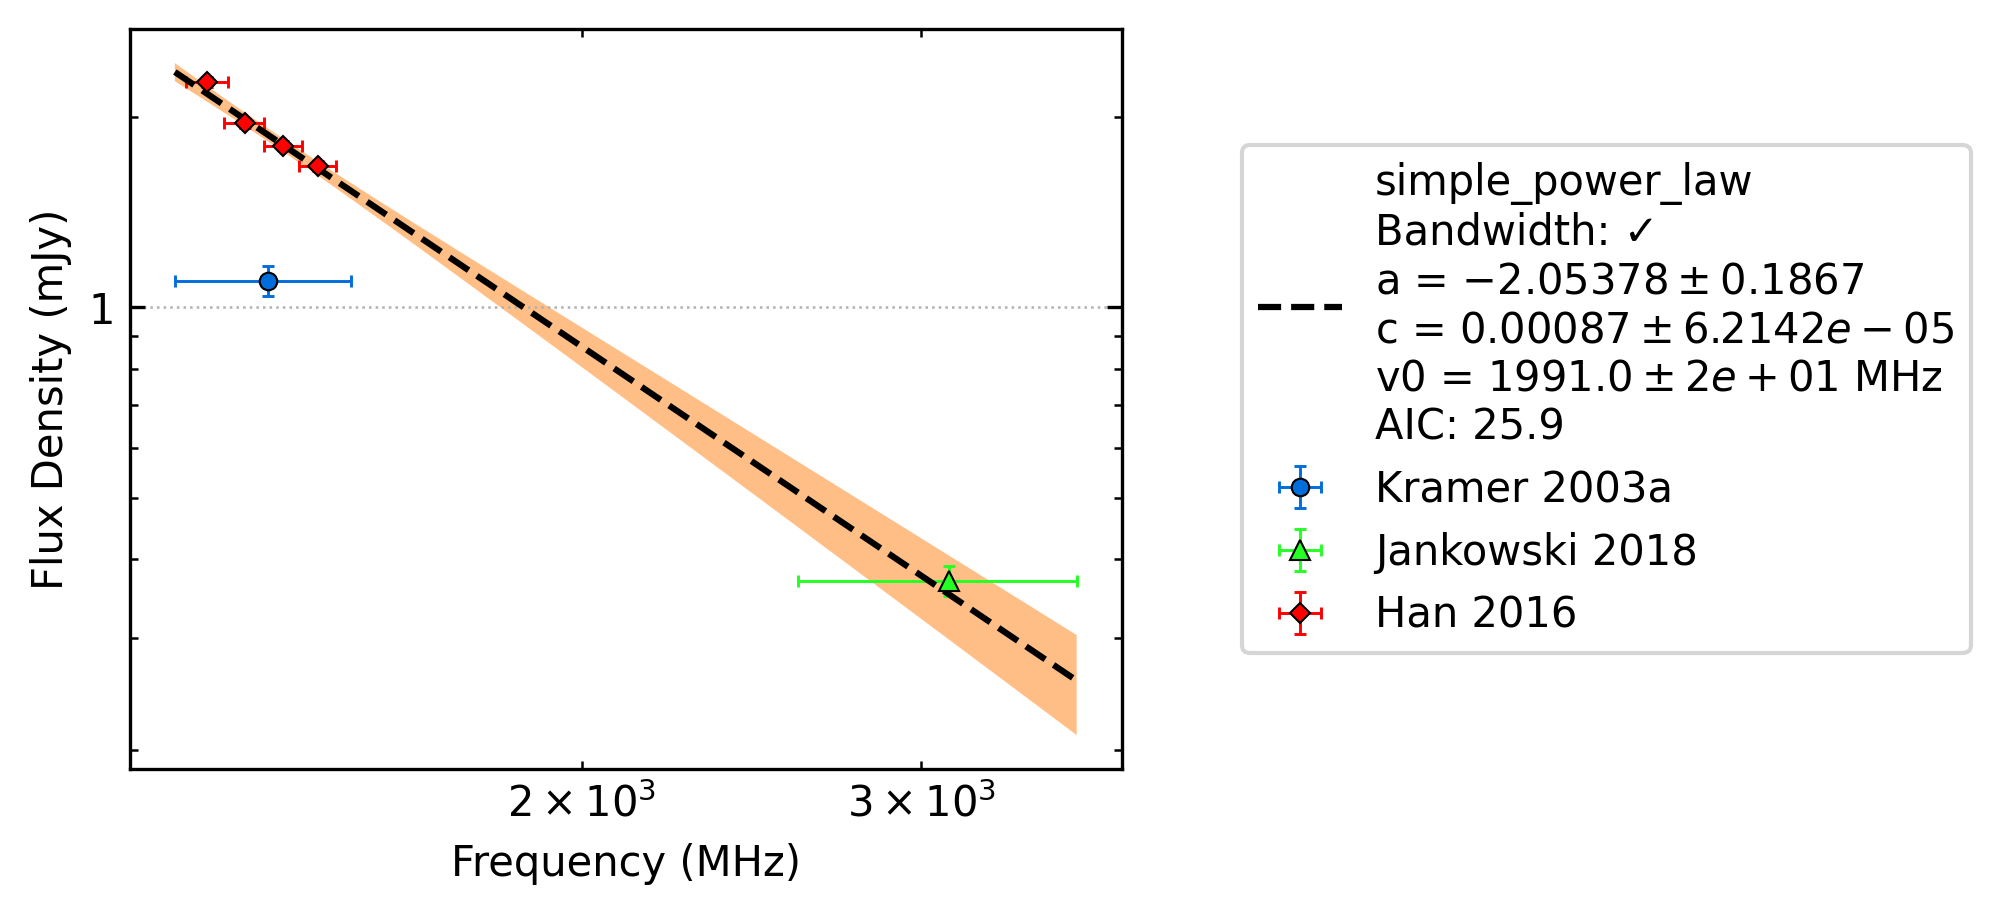 Flux Density (mJy)
1
2 × 10³
3 × 10³
Frequency (MHz)
simple_power_law
Bandwidth: ✓
a = −2.05378 ± 0.1867
c = 0.00087 ± 6.2142e − 05
v0 = 1991.0 ± 2e + 01 MHz
AIC: 25.9
Kramer 2003a
Jankowski 2018
Han 2016